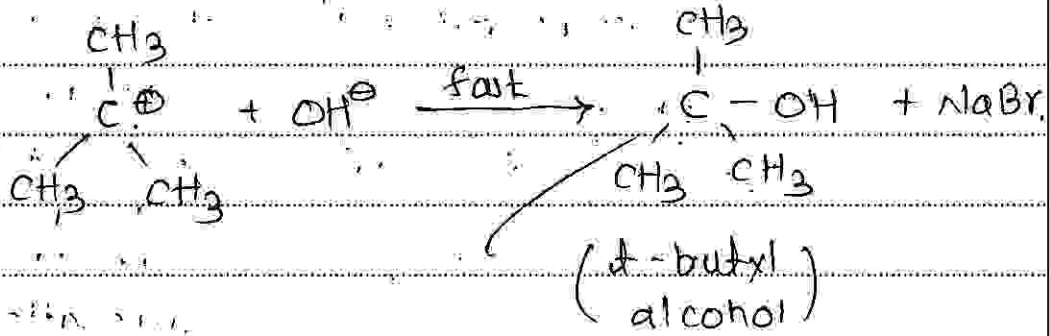 CH3 CH3
C⊕ + OH⊖ fast → C - OH + NaBr.
CH3 CH3 CH3 CH3
(t-butyl
alcohol)